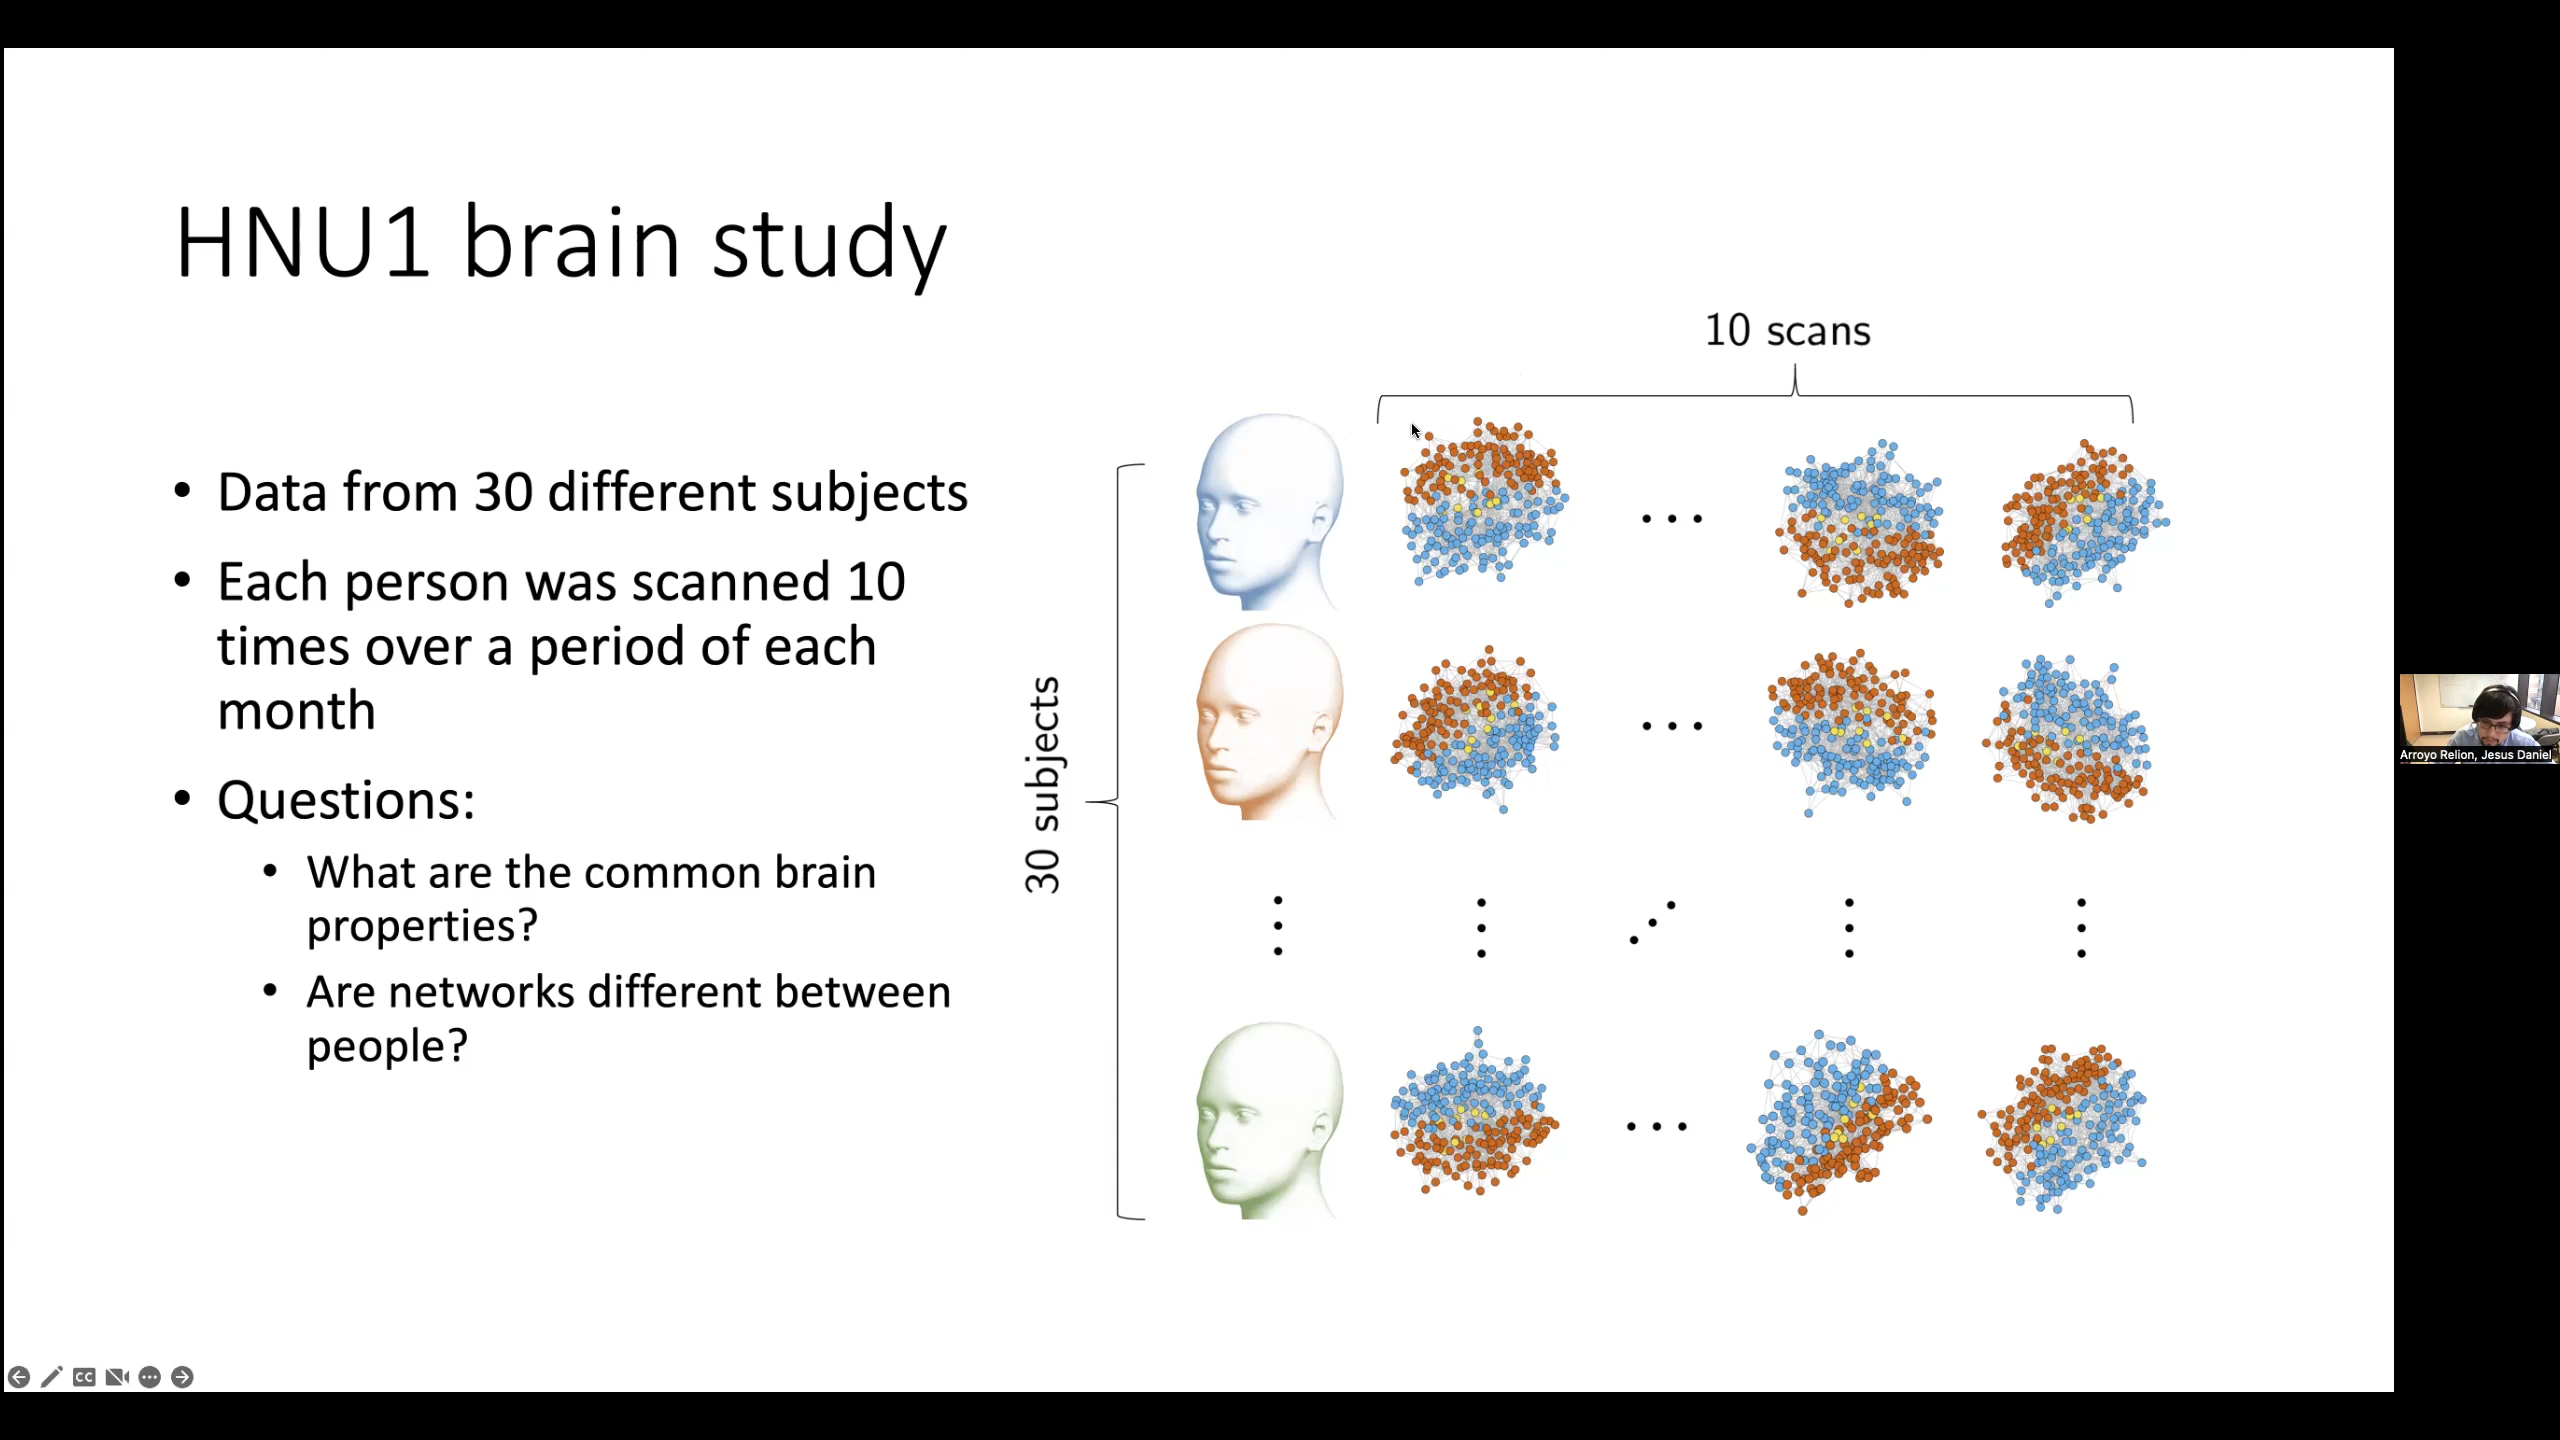 HNU1 brain study
• Data from 30 different subjects
• Each person was scanned 10
times over a period of each
month
• Questions:
• What are the common brain
properties?
• Are networks different between
people?
10 scans
30 subjects
Arroyo Relion, Jesus Daniel
CC